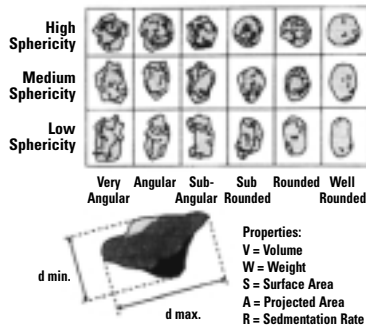 High
Sphericity
Medium
Sphericity
Low
Sphericity
Very
Angular
Angular
Sub-
Angular
Sub
Rounded
Rounded
Well
Rounded
d min.
d max.
Properties:
V = Volume
W = Weight
S = Surface Area
A = Projected Area
R = Sedmentation Rate